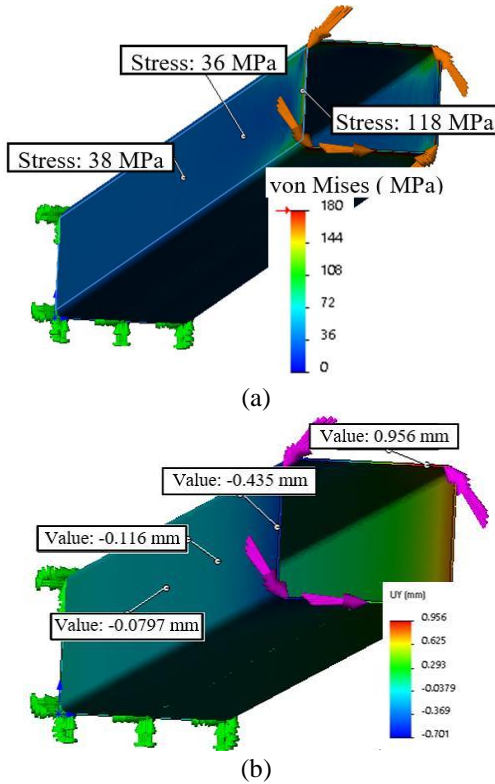 Stress: 36 MPa
Stress: 118 MPa
Stress: 38 MPa
von Mises ( MPa)
180
144
108
72
36
0
(a)
Value: 0.956 mm
Value: -0.435 mm
Value: -0.116 mm
Value: -0.0797 mm
UY (mm)
0.956
0.625
0.293
-0.0379
-0.369
-0.701
(b)